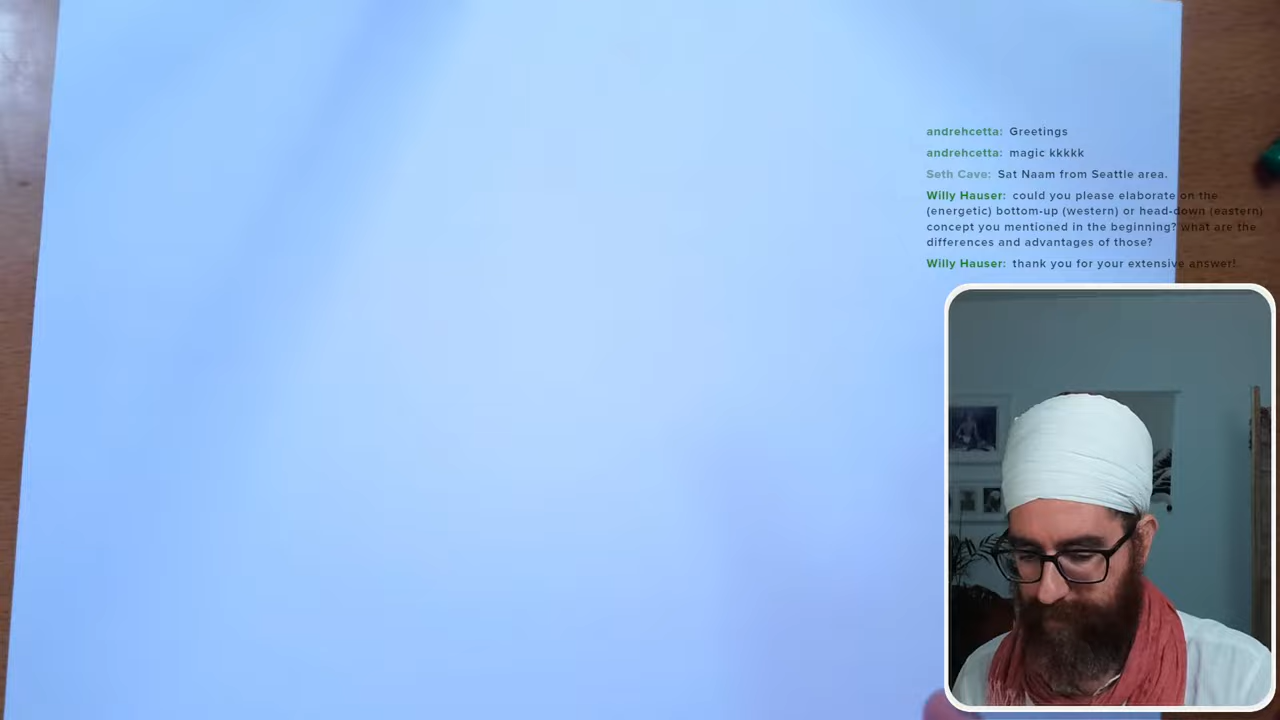 andrehcetta: Greetings
andrehcetta: magic kkkkk
Seth Cave: Sat Naam from Seattle area.
Willy Hauser: could you please elaborate on the
(energetic) bottom-up (western) or head-down (eastern)
concept you mentioned in the beginning? what are the
differences and advantages of those?
Willy Hauser: thank you for your extensive answer!